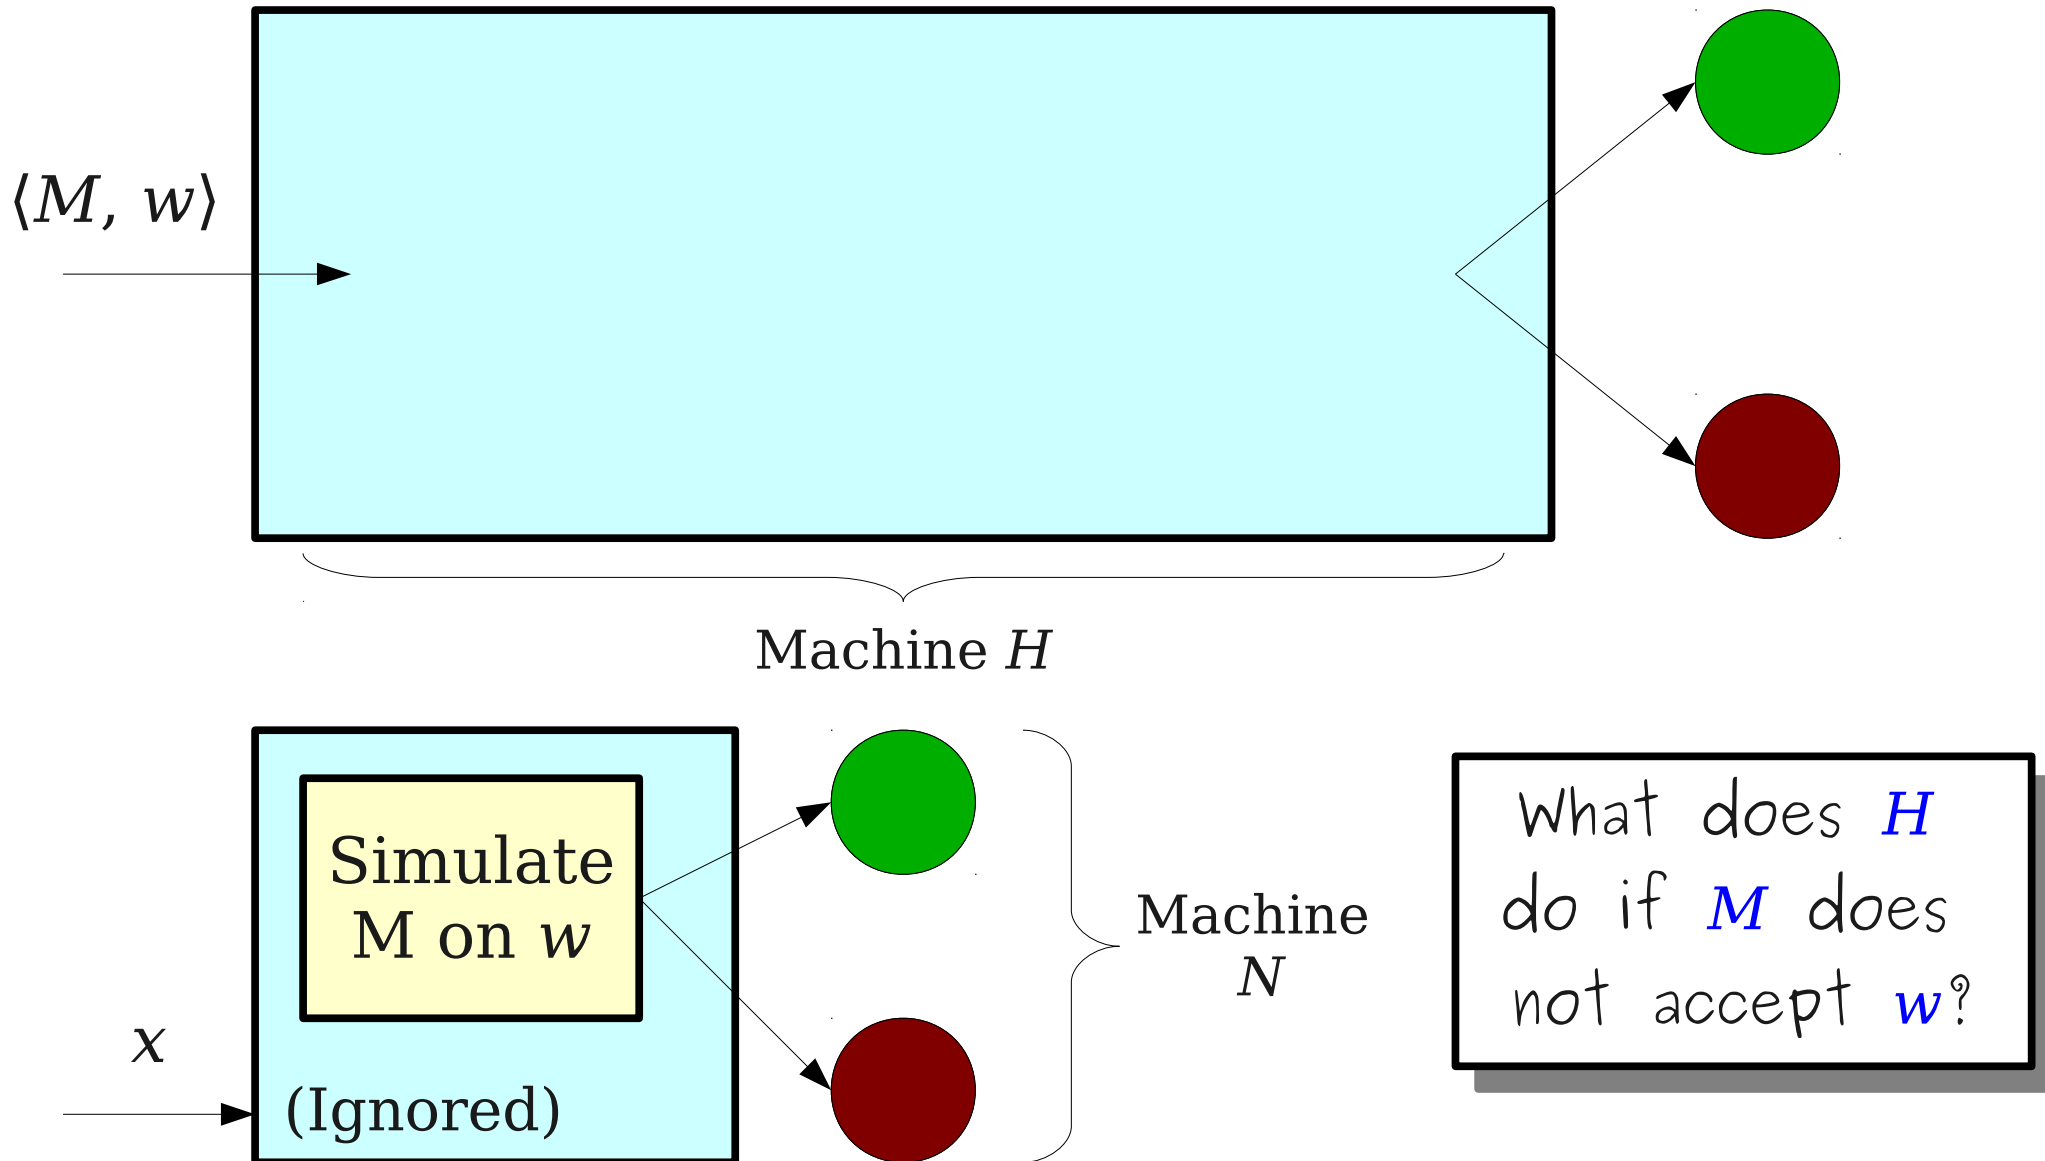 ⟨M, w⟩
Machine H
Simulate
M on w
x
(Ignored)
Machine
N
What does H
do if M does
not accept w?